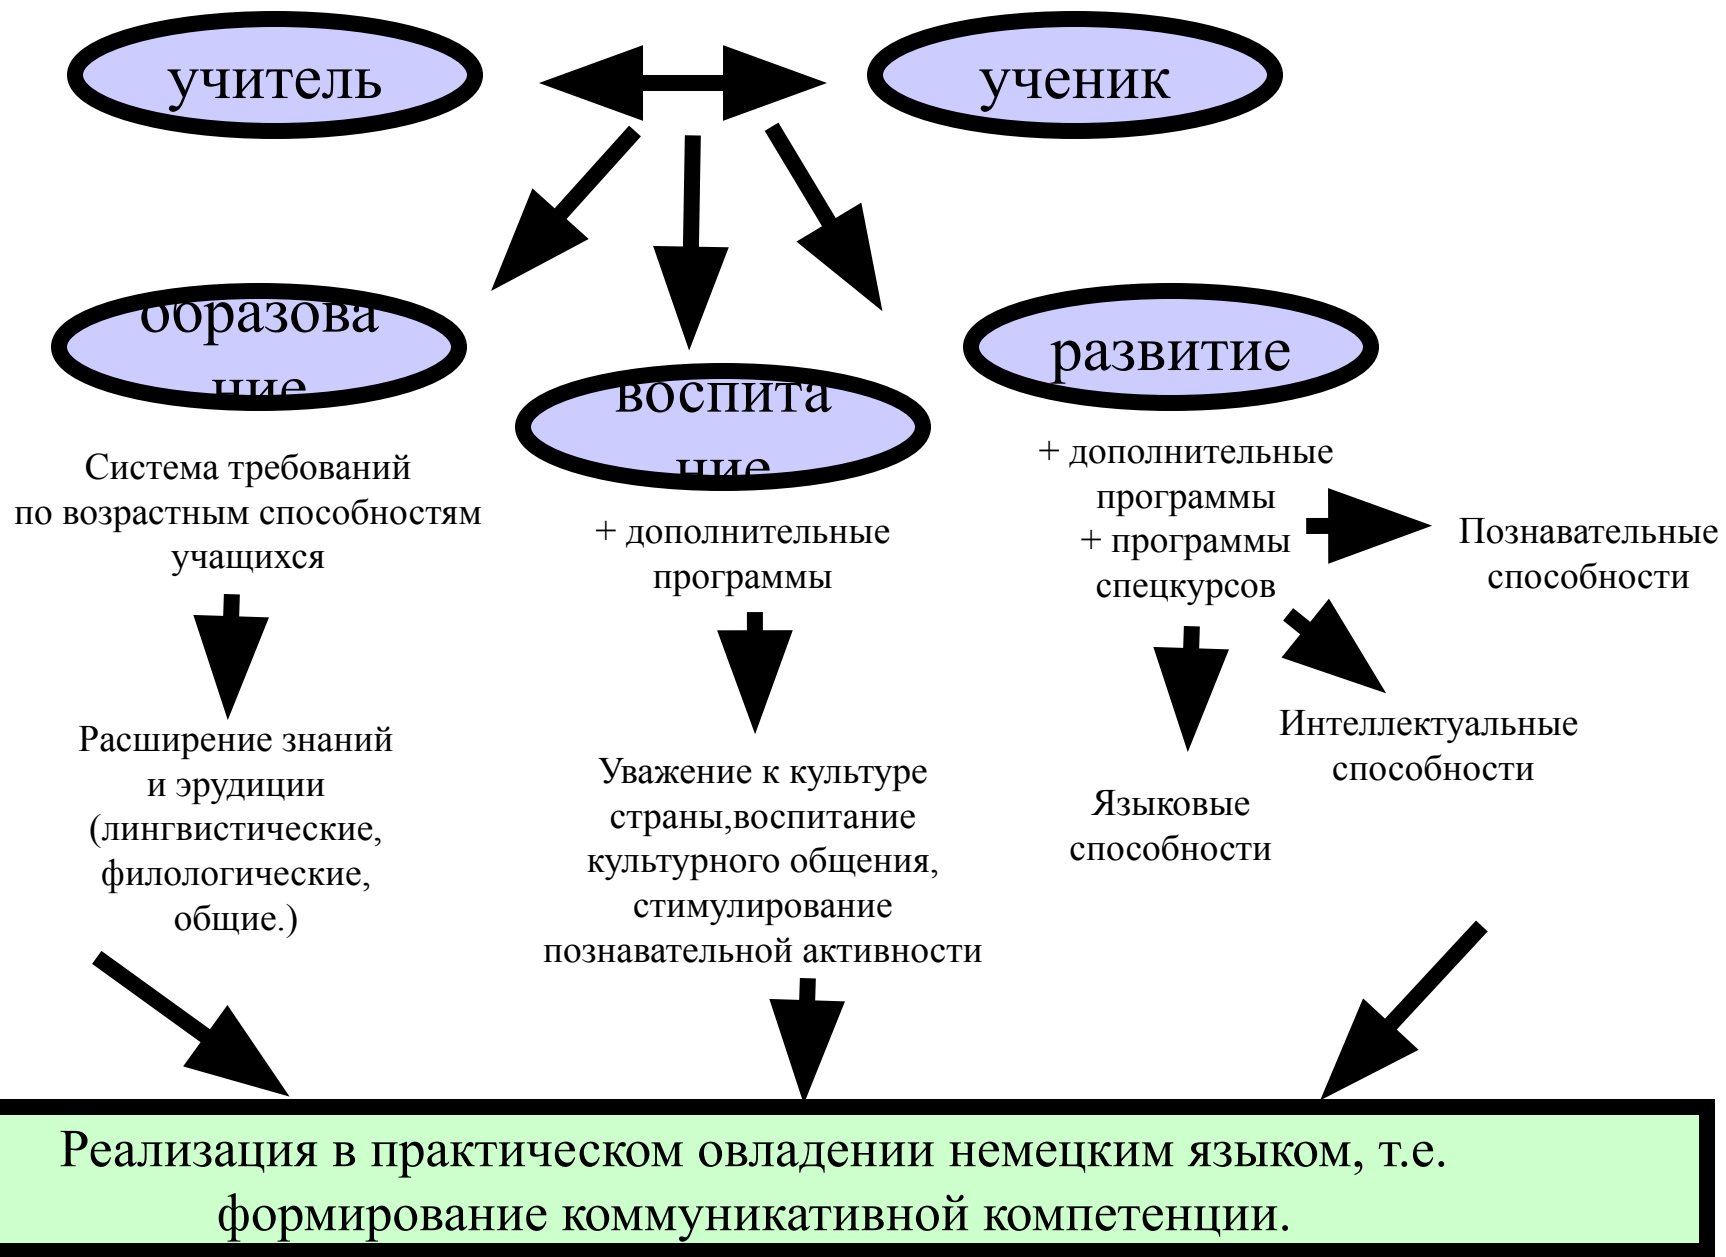 учитель
ученик
образова
ние
воспита
ние
развитие
Система требований
по возрастным способностям
учащихся
+ дополнительные
программы
+ дополнительные
программы
+ программы
спецкурсов
Познавательные
способности
Расширение знаний
и эрудиции
(лингвистические,
филологические,
общие.)
Уважение к культуре
страны,воспитание
культурного общения,
стимулирование
познавательной активности
Языковые
способности
Интеллектуальные
способности
Реализация в практическом овладении немецким языком, т.е.
формирование коммуникативной компетенции.